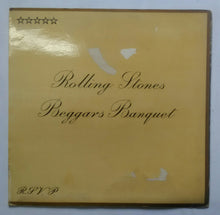 Rolling Stones
Beggars Banquet
R.S.V.P.